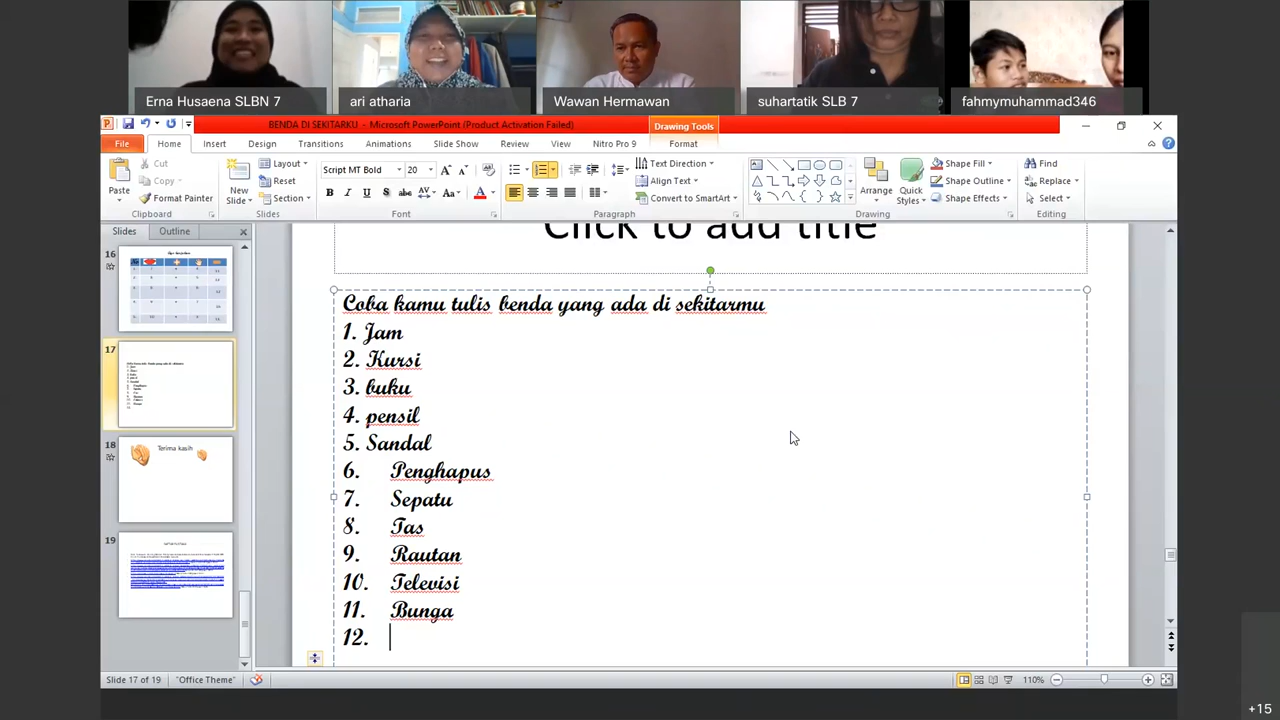 Erna Husaena SLBN 7
ari atharia
Wawan Hermawan
suhartatik SLB 7
fahmymuhammad346
BENDA DI SEKITARKU - Microsoft PowerPoint (Product Activation Failed)
Drawing Tools
File Home Insert Design Transitions Animations Slide Show Review View Nitro Pro 9 Format
Paste
Cut
Copy
Format Painter
Clipboard
New Slide
Layout
Reset
Section
Slides
Script MT Bold 20
Font
Text Direction
Align Text
Convert to SmartArt
Paragraph
Arrange
Quick Styles
Shape Fill
Shape Outline
Shape Effects
Drawing
Find
Replace
Select
Editing
Slides Outline
16
17
18
Terima kasih
19
Click to add title
Coba kamu tulis benda yang ada di sekitarmu
1. Jam
2. Kursi
3. buku
4. pensil
5. Sandal
6. Penghapus
7. Sepatu
8. Tas
9. Rautan
10. Televisi
11. Bunga
12.
Slide 17 of 19 "Office Theme" 110%
+15